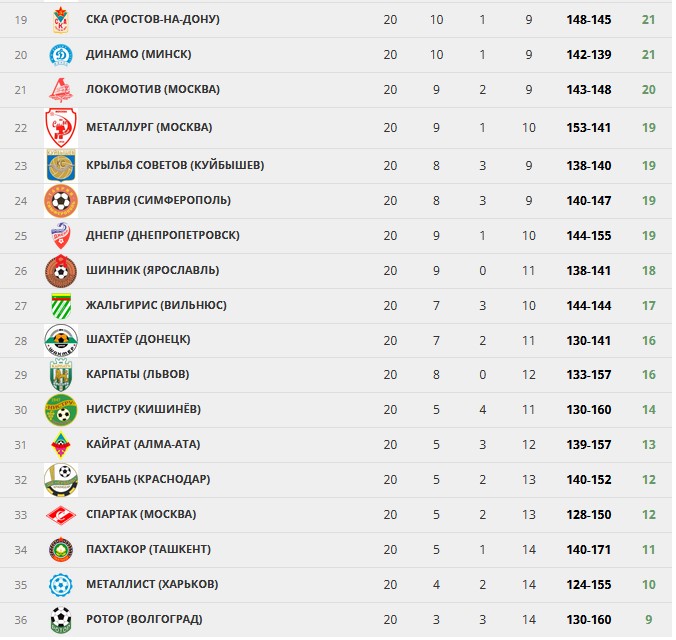 19 СКА (РОСТОВ-НА-ДОНУ) 20 10 1 9 148-145 21
20 ДИНАМО (МИНСК) 20 10 1 9 142-139 21
21 ЛОКОМОТИВ (МОСКВА) 20 9 2 9 143-148 20
22 МЕТАЛЛУРГ (МОСКВА) 20 9 1 10 153-141 19
23 КРЫЛЬЯ СОВЕТОВ (КУЙБЫШЕВ) 20 8 3 9 138-140 19
24 ТАВРИЯ (СИМФЕРОПОЛЬ) 20 8 3 9 140-147 19
25 ДНЕПР (ДНЕПРОПЕТРОВСК) 20 9 1 10 144-155 19
26 ШИННИК (ЯРОСЛАВЛЬ) 20 9 0 11 138-141 18
27 ЖАЛЬГИРИС (ВИЛЬНЮС) 20 7 3 10 144-144 17
28 ШАХТЁР (ДОНЕЦК) 20 7 2 11 130-141 16
29 КАРПАТЫ (ЛЬВОВ) 20 8 0 12 133-157 16
30 НИСТРУ (КИШИНЁВ) 20 5 4 11 130-160 14
31 КАЙРАТ (АЛМА-АТА) 20 5 3 12 139-157 13
32 КУБАНЬ (КРАСНОДАР) 20 5 2 13 140-152 12
33 СПАРТАК (МОСКВА) 20 5 2 13 128-150 12
34 ПАХТАКОР (ТАШКЕНТ) 20 5 1 14 140-171 11
35 МЕТАЛЛИСТ (ХАРЬКОВ) 20 4 2 14 124-155 10
36 РОТОР (ВОЛГОГРАД) 20 3 3 14 130-160 9